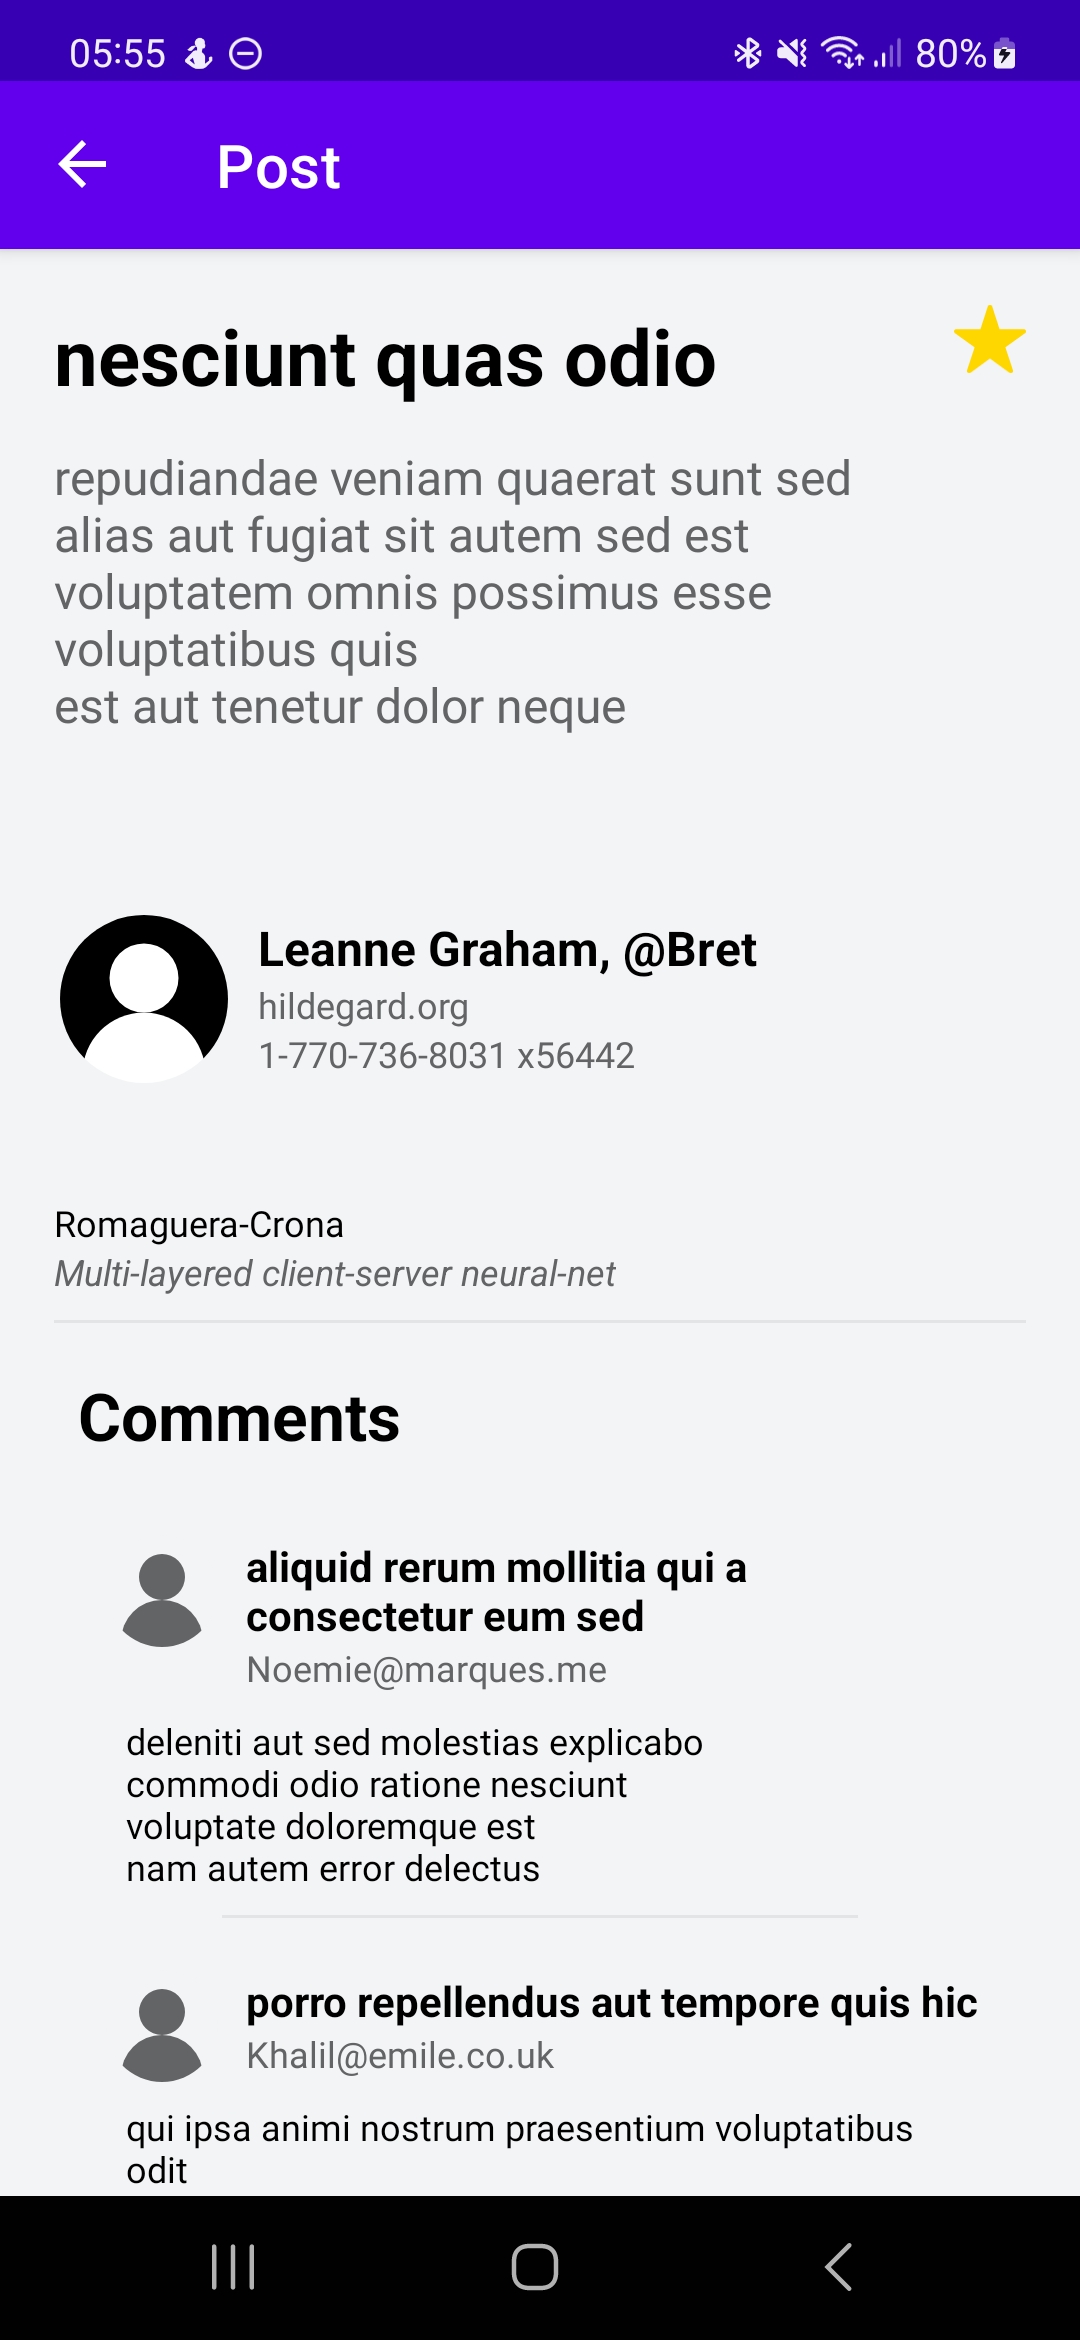 05:55
80%
Post
nesciunt quas odio
repudiandae veniam quaerat sunt sed
alias aut fugiat sit autem sed est
voluptatem omnis possimus esse
voluptatibus quis
est aut tenetur dolor neque
Leanne Graham, @Bret
hildegard.org
1-770-736-8031 x56442
Romaguera-Crona
Multi-layered client-server neural-net
Comments
aliquid rerum mollitia qui a
consectetur eum sed
Noemie@marques.me
deleniti aut sed molestias explicabo
commodi odio ratione nesciunt
voluptate doloremque est
nam autem error delectus
porro repellendus aut tempore quis hic
Khalil@emile.co.uk
qui ipsa animi nostrum praesentium voluptatibus
odit